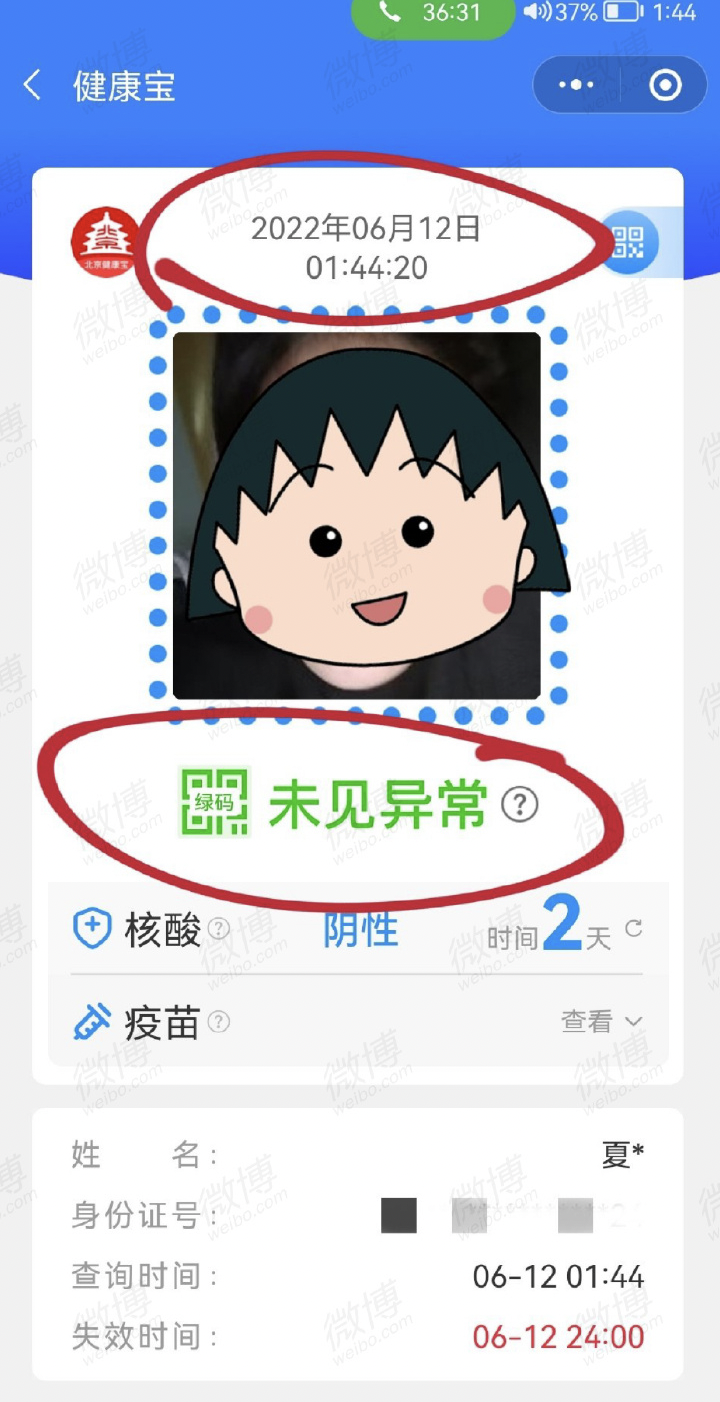 36:31 37% 1:44
健康宝
2022年06月12日
01:44:20
北京健康宝
绿码 未见异常 ?
核酸 ? 阴性 时间2天
疫苗 ? 查看
姓 名: 夏*
身份证号:
查询时间: 06-12 01:44
失效时间: 06-12 24:00
微博
weibo.com